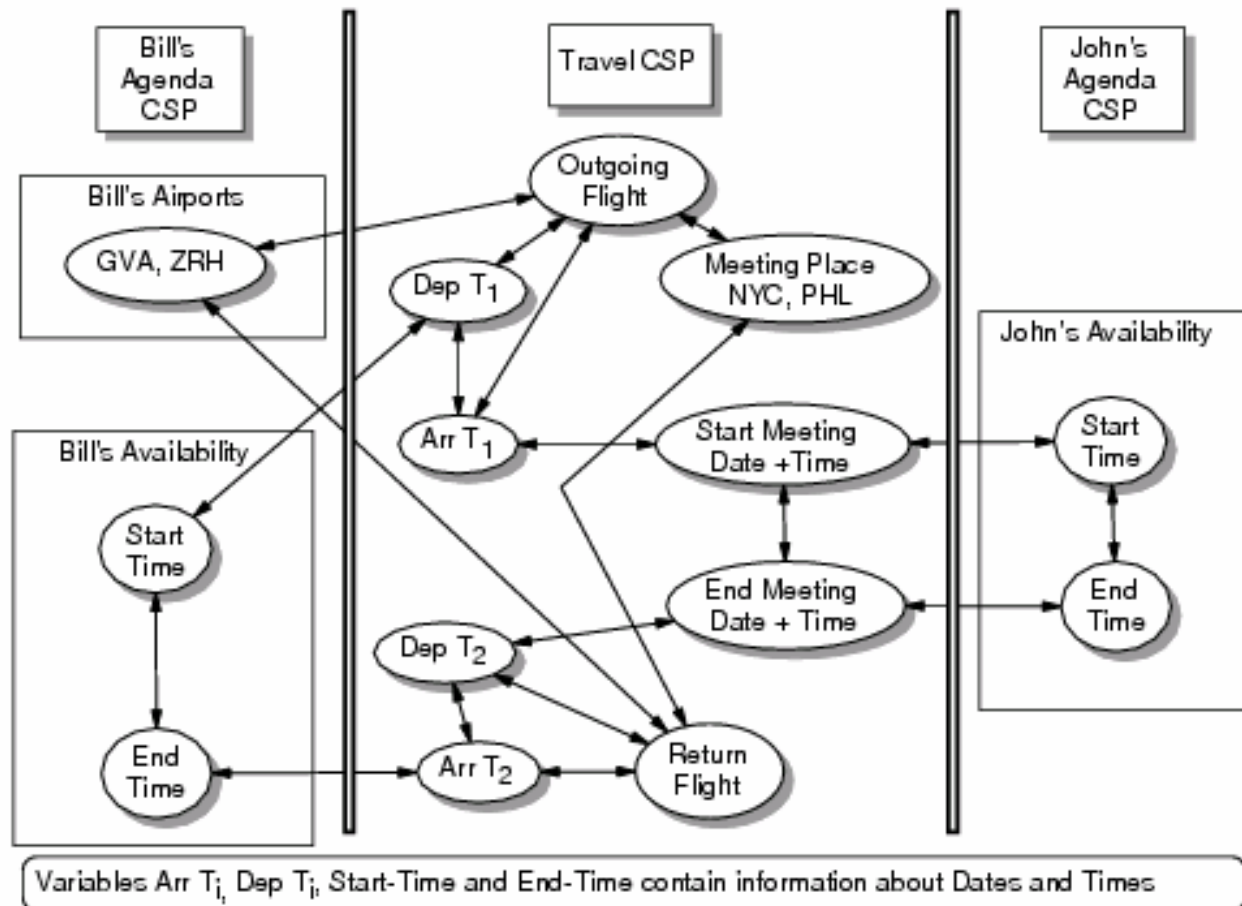 Bill's
Agenda
CSP
Travel CSP
John's
Agenda
CSP
Bill's Airports
GVA, ZRH
Outgoing
Flight
Dep T1
Meeting Place
NYC, PHL
John's Availability
Arr T1
Start Meeting
Date +Time
Start
Time
Bill's Availability
Start
Time
End Meeting
Date + Time
End
Time
Dep T2
End
Time
Arr T2
Return
Flight
Variables Arr Ti, Dep Ti, Start-Time and End-Time contain information about Dates and Times